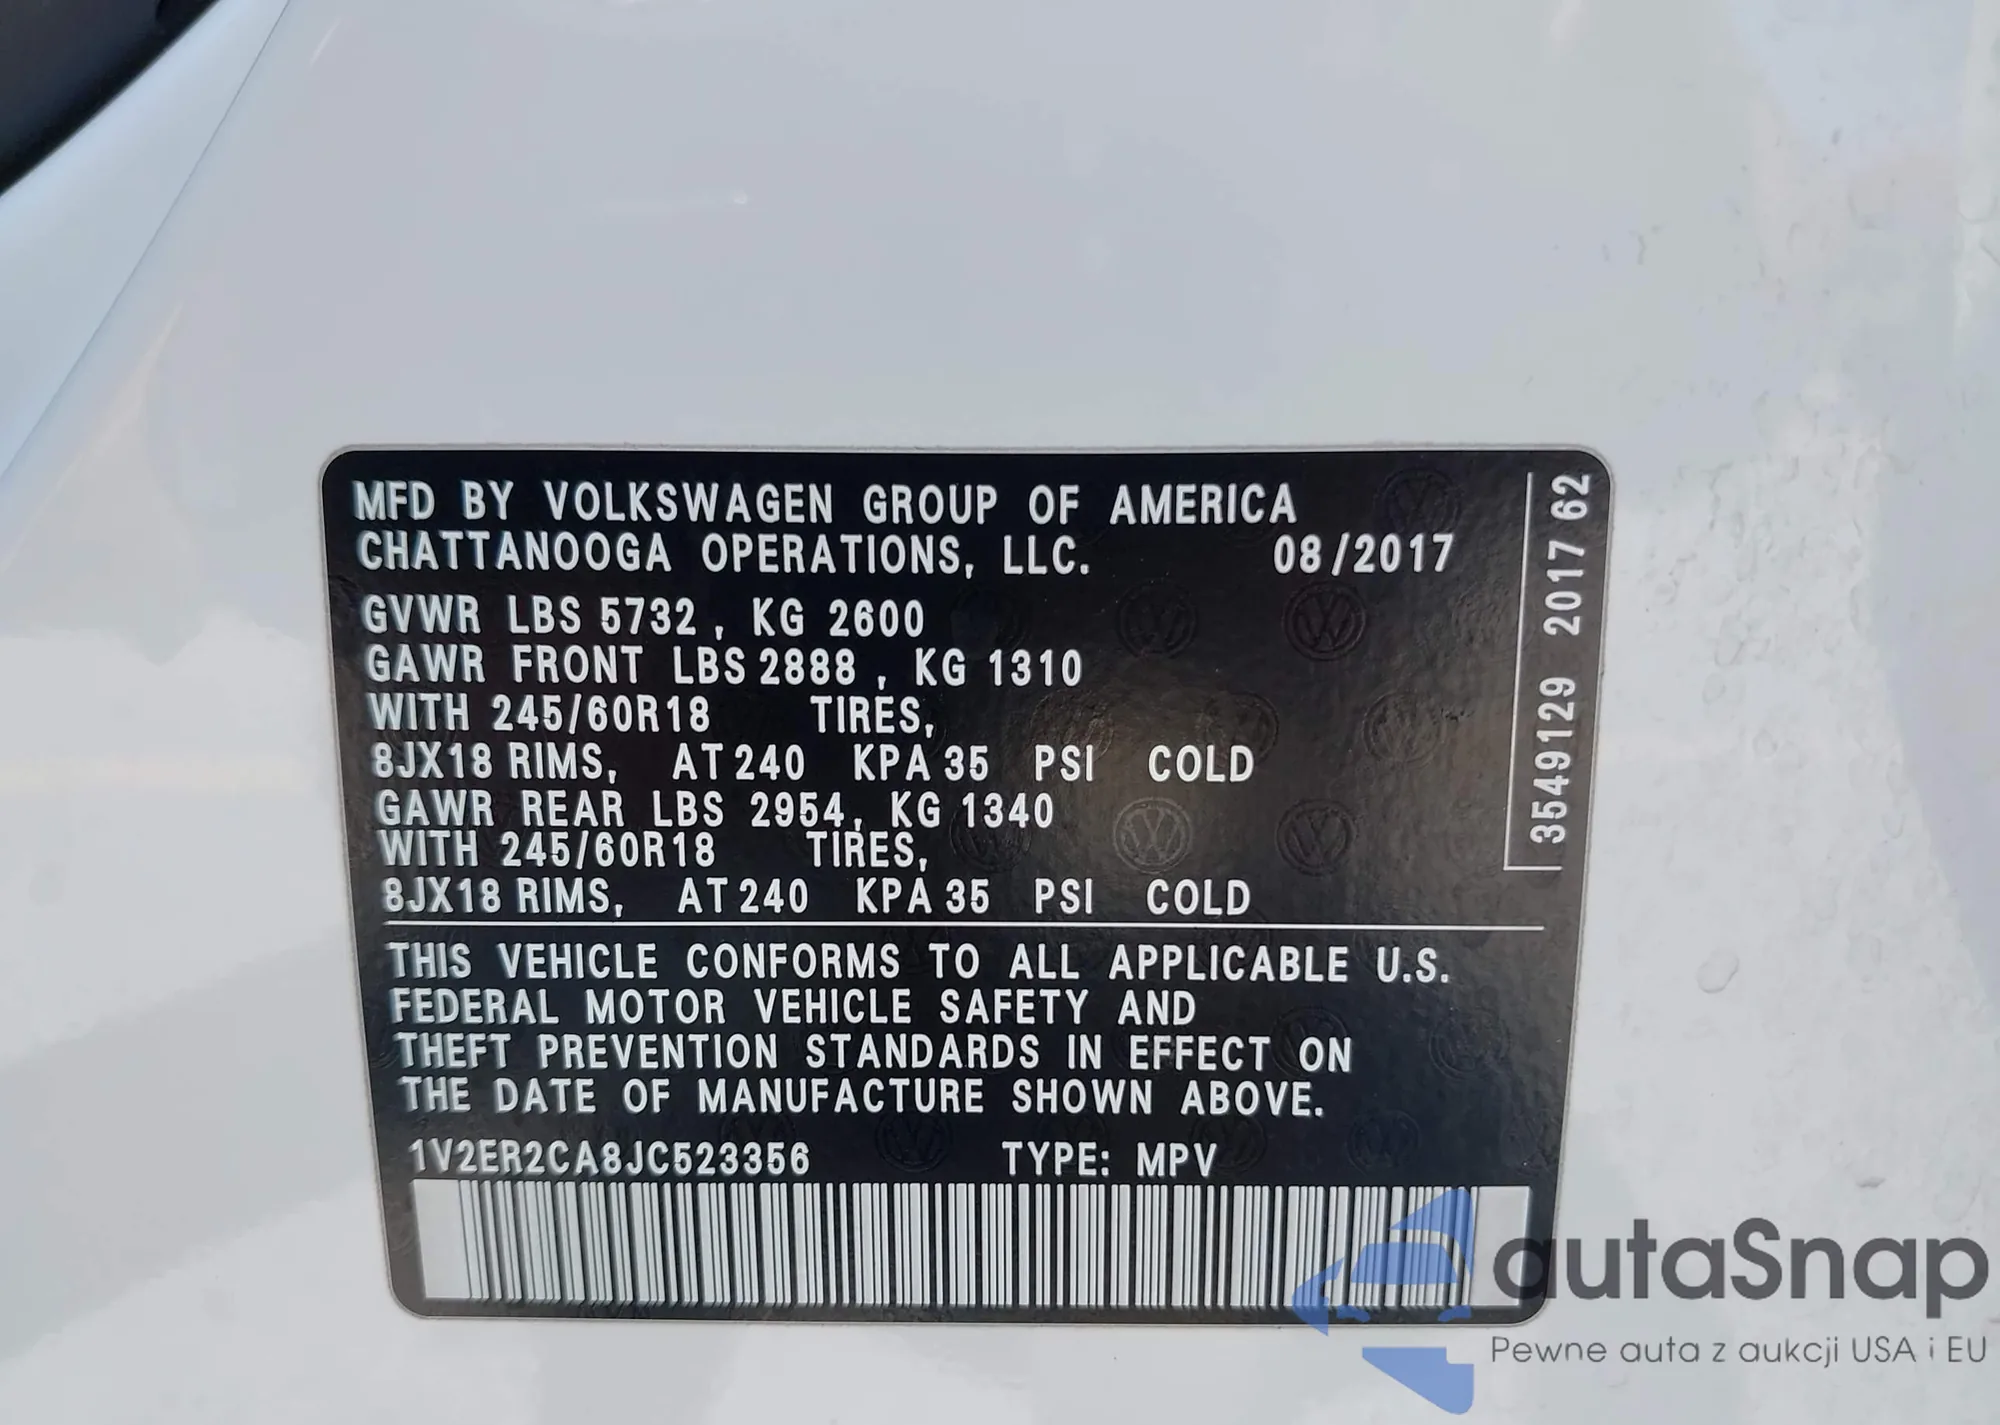 MFD BY VOLKSWAGEN GROUP OF AMERICA
CHATTANOOGA OPERATIONS, LLC. 08/2017
GVWR LBS 5732, KG 2600
GAWR FRONT LBS 2888, KG 1310
WITH 245/60R18 TIRES,
8JX18 RIMS, AT 240 KPA 35 PSI COLD
GAWR REAR LBS 2954, KG 1340
WITH 245/60R18 TIRES,
8JX18 RIMS, AT 240 KPA 35 PSI COLD
3549129 2017 62
THIS VEHICLE CONFORMS TO ALL APPLICABLE U.S.
FEDERAL MOTOR VEHICLE SAFETY AND
THEFT PREVENTION STANDARDS IN EFFECT ON
THE DATE OF MANUFACTURE SHOWN ABOVE.
1V2ER2CA8JC523356 TYPE: MPV
autaSnap
Pewne auta z aukcji USA i EU